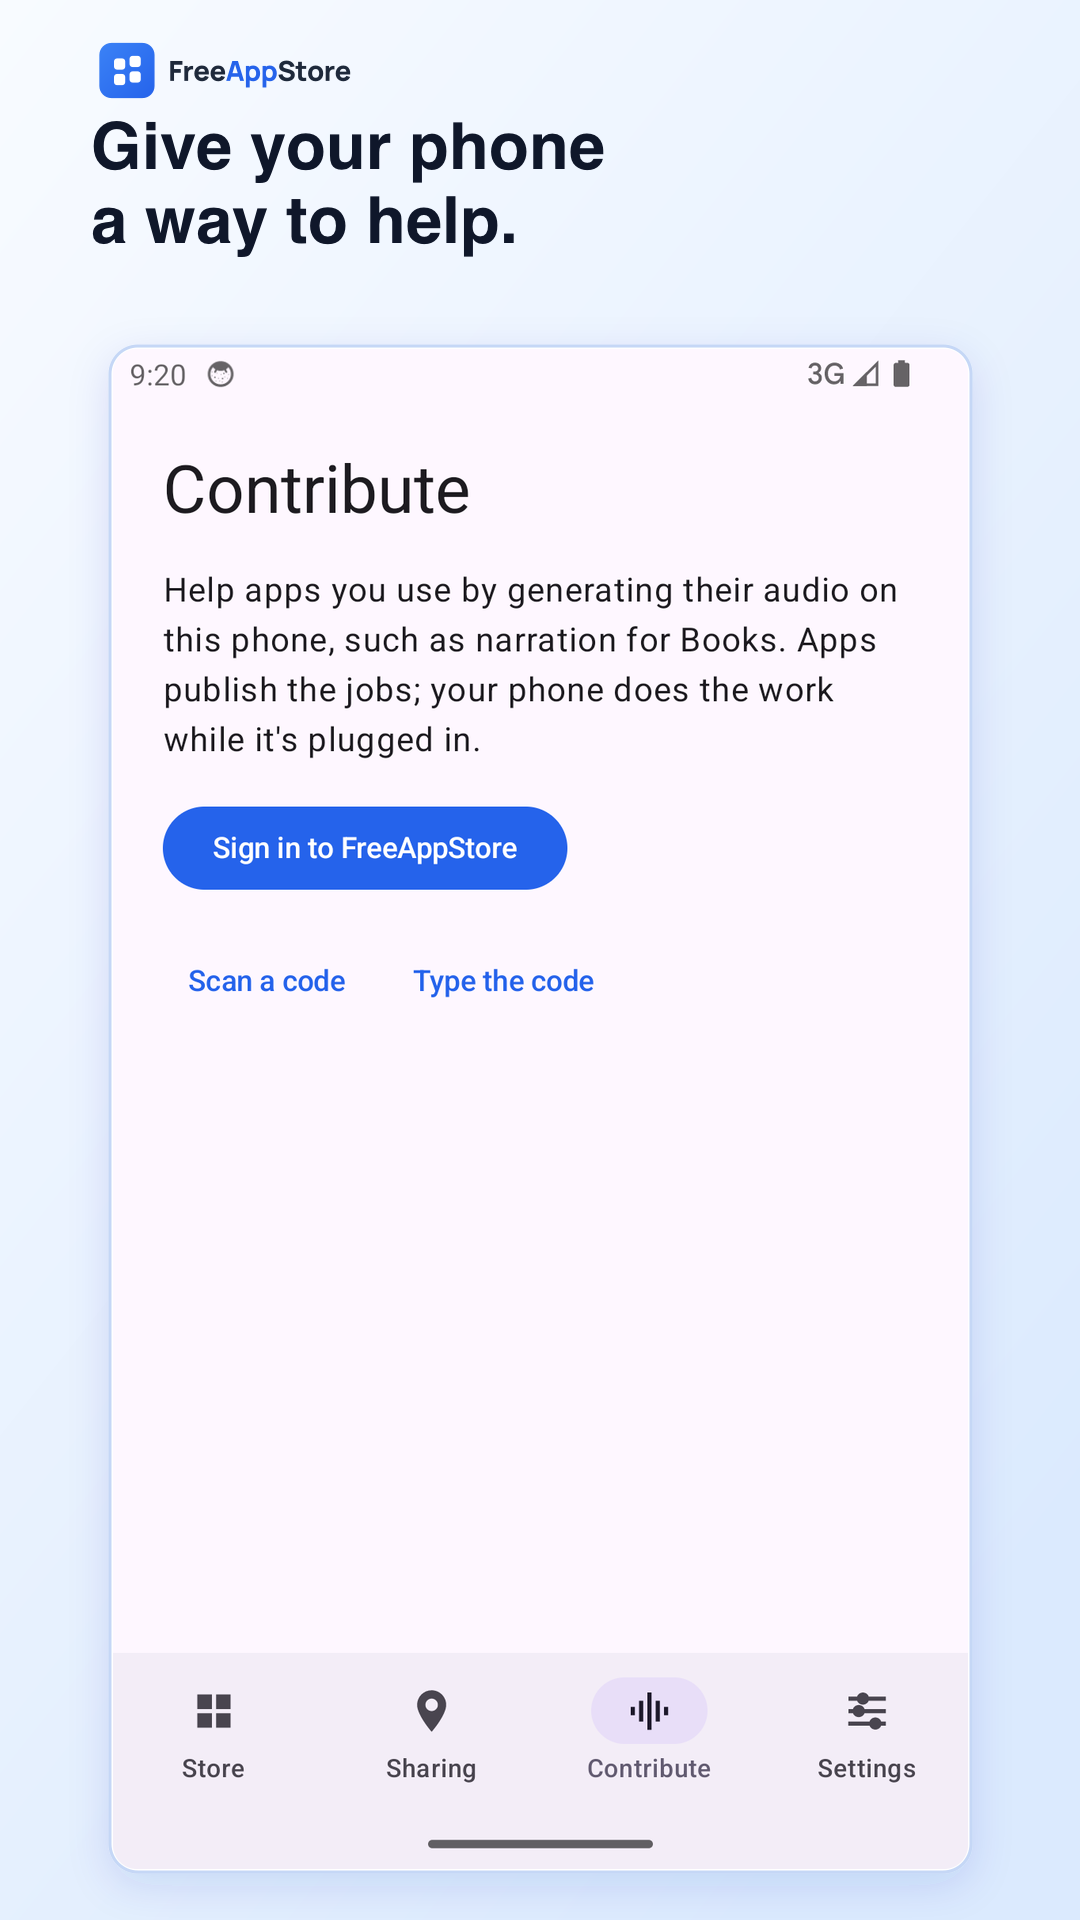 FreeAppStore
Give your phone
a way to help.
9:20
3G
Contribute
Help apps you use by generating their audio on
this phone, such as narration for Books. Apps
publish the jobs; your phone does the work
while it's plugged in.
Sign in to FreeAppStore
Scan a code
Type the code
Store
Sharing
Contribute
Settings